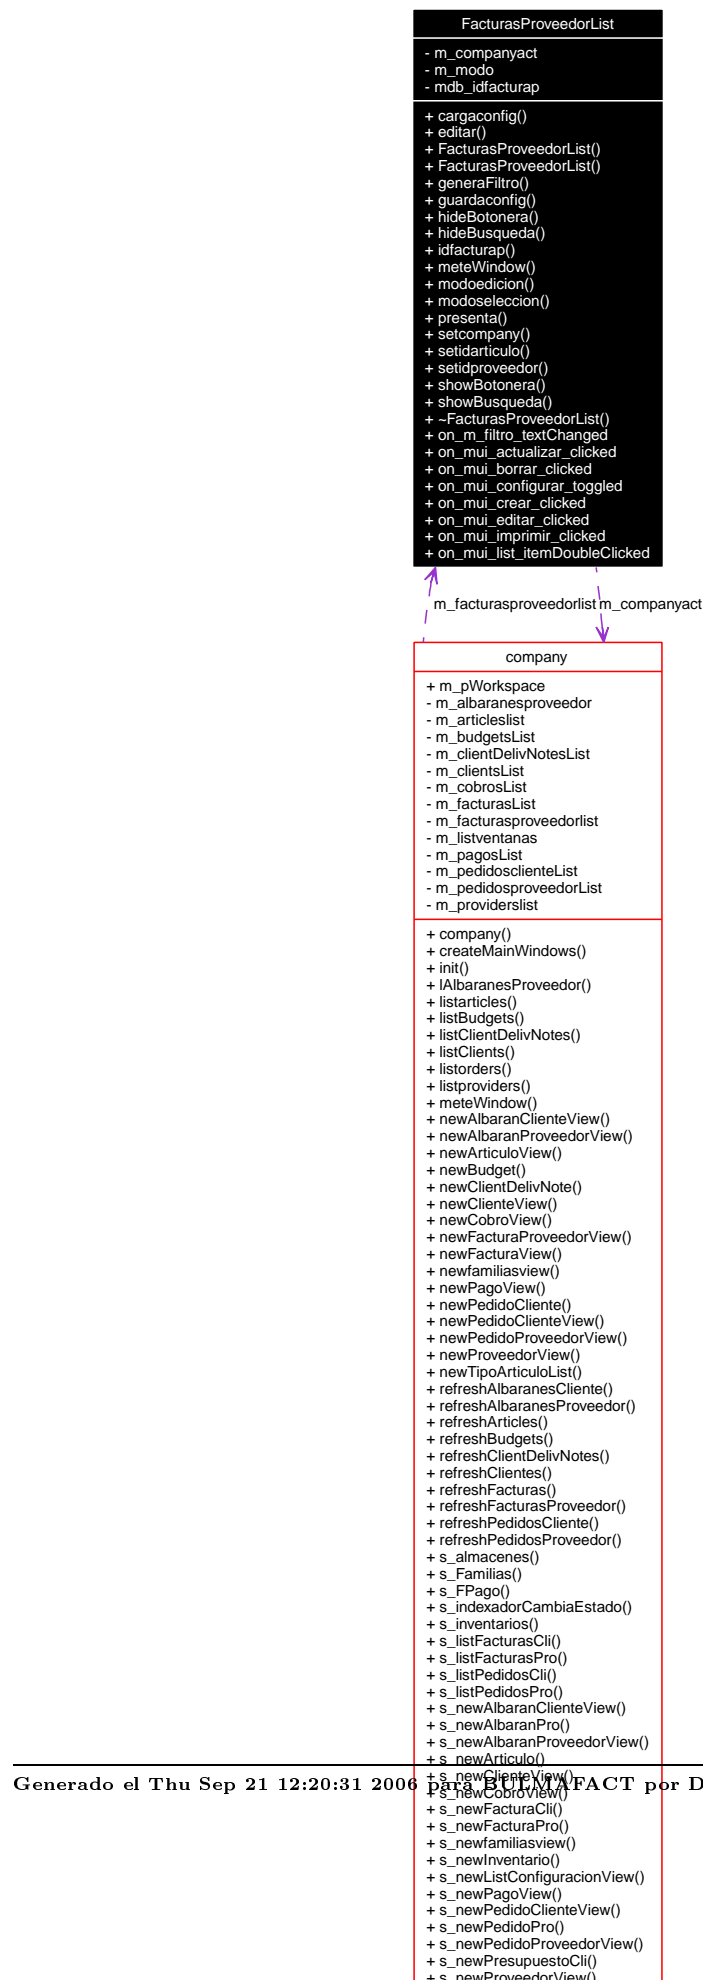 FacturasProveedorList
- m_companyact
- m_modo
- mdb_idfacturap
+ cargaconfig()
+ editar()
+ FacturasProveedorList()
+ FacturasProveedorList()
+ generaFiltro()
+ guardaconfig()
+ hideBotonera()
+ hideBusqueda()
+ idfacturap()
+ meteWindow()
+ modoedicion()
+ modoseleccion()
+ presenta()
+ setcompany()
+ setidarticulo()
+ setidproveedor()
+ showBotonera()
+ showBusqueda()
+ ~FacturasProveedorList()
+ on_m_filtro_textChanged
+ on_mui_actualizar_clicked
+ on_mui_borrar_clicked
+ on_mui_configurar_toggled
+ on_mui_crear_clicked
+ on_mui_editar_clicked
+ on_mui_imprimir_clicked
+ on_mui_list_itemDoubleClicked
m_facturasproveedorlist m_companyact
company
+ m_pWorkspace
- m_albaranesproveedor
- m_articleslist
- m_budgetsList
- m_clientDelivNotesList
- m_clientsList
- m_cobrosList
- m_facturasList
- m_facturasproveedorlist
- m_listventanas
- m_pagosList
- m_pedidosclienteList
- m_pedidosproveedorList
- m_providerslist
+ company()
+ createMainWindows()
+ init()
+ lAlbaranesProveedor()
+ listarticles()
+ listBudgets()
+ listClientDelivNotes()
+ listClients()
+ listorders()
+ listproviders()
+ meteWindow()
+ newAlbaranClienteView()
+ newAlbaranProveedorView()
+ newArticuloView()
+ newBudget()
+ newClientDelivNote()
+ newClienteView()
+ newCobroView()
+ newFacturaProveedorView()
+ newFacturaView()
+ newfamiliasview()
+ newPagoView()
+ newPedidoCliente()
+ newPedidoClienteView()
+ newPedidoProveedorView()
+ newProveedorView()
+ newTipoArticuloList()
+ refreshAlbaranesCliente()
+ refreshAlbaranesProveedor()
+ refreshArticles()
+ refreshBudgets()
+ refreshClientDelivNotes()
+ refreshClientes()
+ refreshFacturas()
+ refreshFacturasProveedor()
+ refreshPedidosCliente()
+ refreshPedidosProveedor()
+ s_almacenes()
+ s_Familias()
+ s_FPago()
+ s_indexadorCambiaEstado()
+ s_inventarios()
+ s_listFacturasCli()
+ s_listFacturasPro()
+ s_listPedidosCli()
+ s_listPedidosPro()
+ s_newAlbaranClienteView()
+ s_newAlbaranPro()
+ s_newAlbaranProveedorView()
+ s_newArticulo()
+ s_newClienteView()
Generado el Thu Sep 21 12:20:31 2006 para BULMAFACT por D
+ s_newCobroView()
+ s_newFacturaCli()
+ s_newFacturaPro()
+ s_newfamiliasview()
+ s_newInventario()
+ s_newListConfiguracionView()
+ s_newPagoView()
+ s_newPedidoClienteView()
+ s_newPedidoPro()
+ s_newPedidoProveedorView()
+ s_newPresupuestoCli()
+ s_newProveedorView()